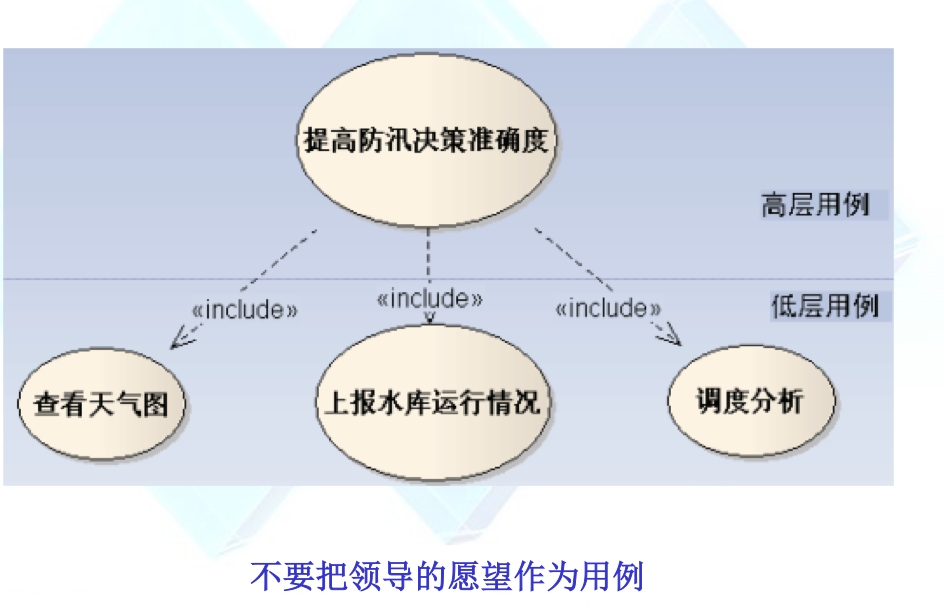 提高防汛决策准确度
高层用例
«include»
«include»
«include»
低层用例
查看天气图
上报水库运行情况
调度分析
不要把领导的愿望作为用例